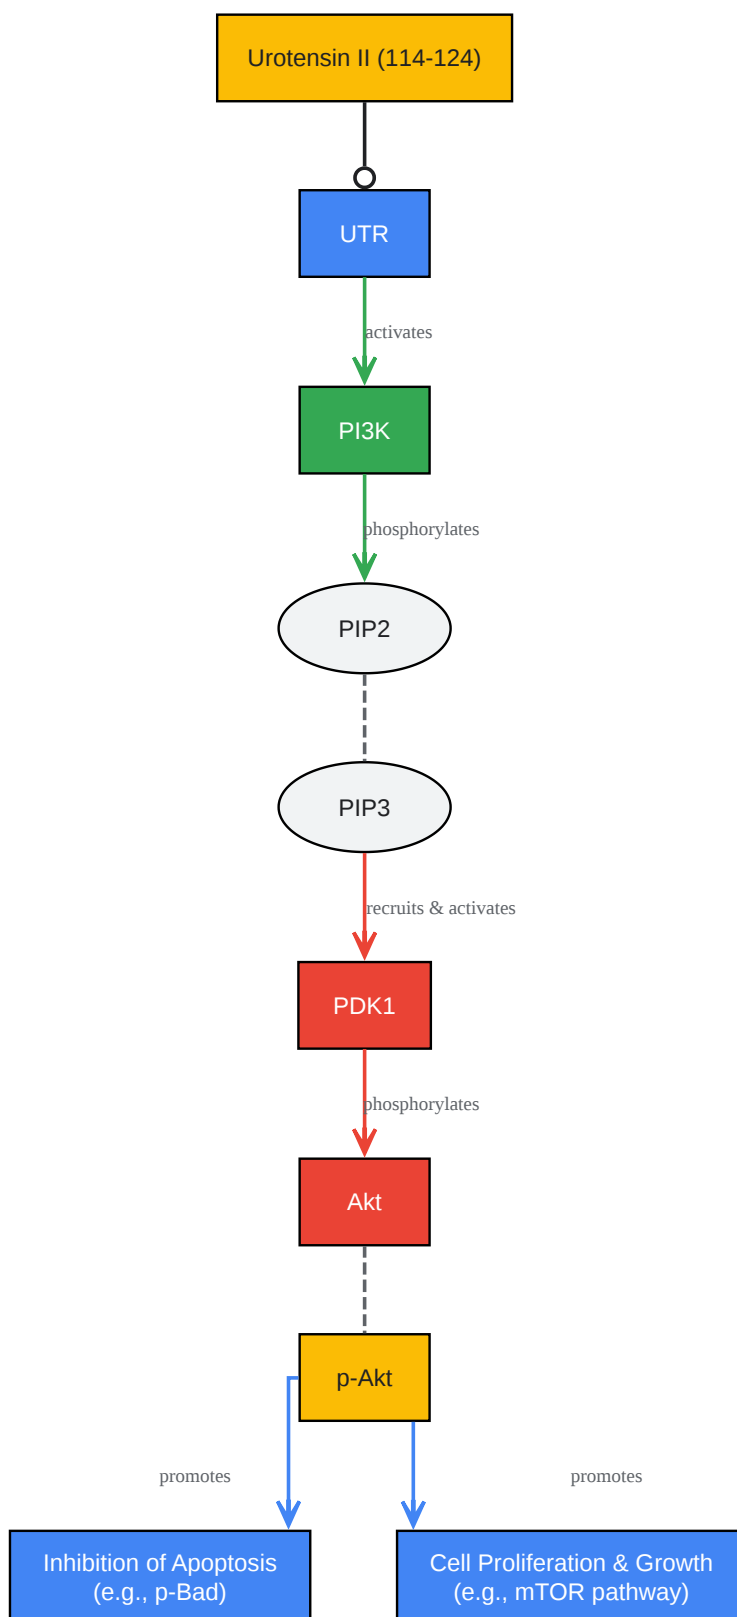 Urotensin II (114-124)
UTR
activates
PI3K
phosphorylates
PIP2
PIP3
recruits & activates
PDK1
phosphorylates
Akt
p-Akt
promotes
promotes
Inhibition of Apoptosis
(e.g., p-Bad)
Cell Proliferation & Growth
(e.g., mTOR pathway)